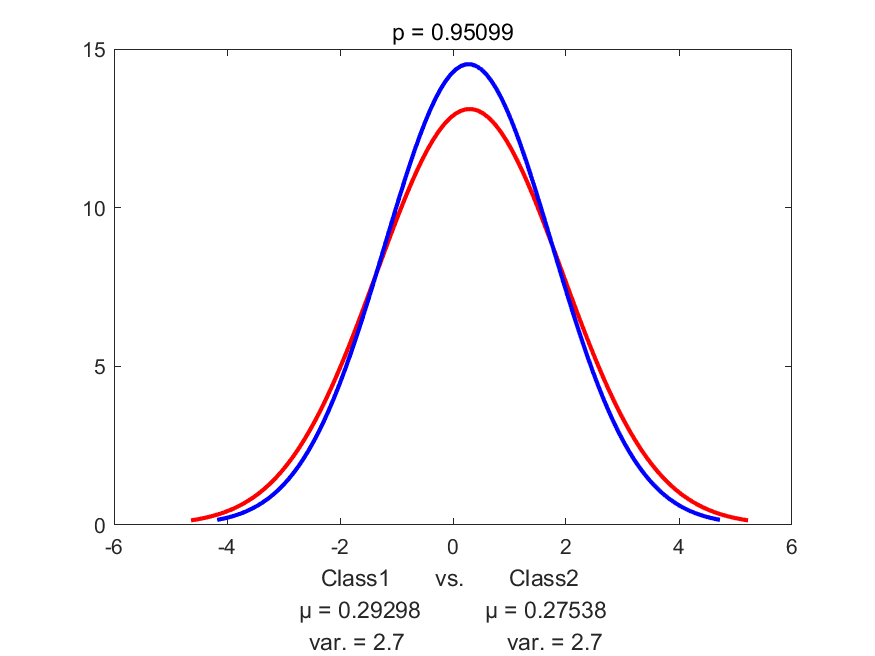 p = 0.95099
15
10
5
0
-6 -4 -2 0 2 4 6
Class1 vs. Class2
μ = 0.29298 μ = 0.27538
var. = 2.7 var. = 2.7